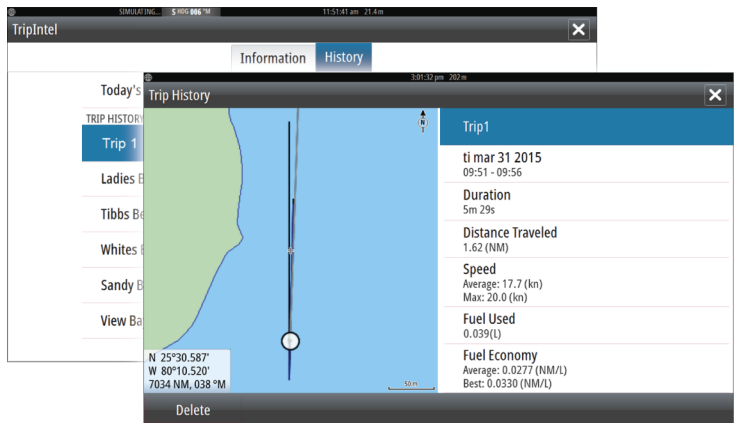 SIMULATING... S HDG 006 °M 11:51:41 am 21.4 m
TripIntel
Information History
Today's
TRIP HISTORY
Trip 1
Ladies
Tibbs
Whites
Sandy
View
3:01:32 pm 202 m
Trip History
N
Trip1
ti mar 31 2015
09:51 - 09:56
Duration
5m 29s
Distance Traveled
1.62 (NM)
Speed
Average: 17.7 (kn)
Max: 20.0 (kn)
Fuel Used
0.039(L)
Fuel Economy
Average: 0.0277 (NM/L)
Best: 0.0330 (NM/L)
N 25°30.587'
W 80°10.520'
7034 NM, 038 °M
50 m
Delete